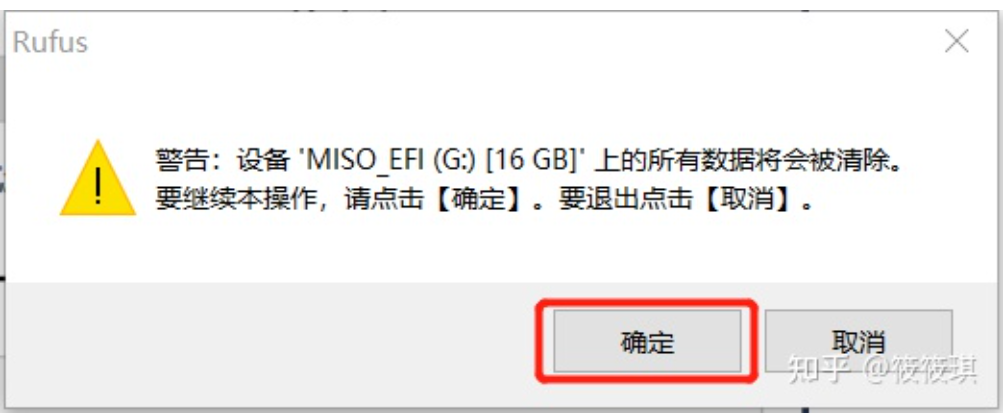 Rufus
警告：设备 'MISO_EFI (G:) [16 GB]' 上的所有数据将会被清除。
要继续本操作，请点击【确定】。要退出点击【取消】。
确定
取消
知乎 @筱筱琪